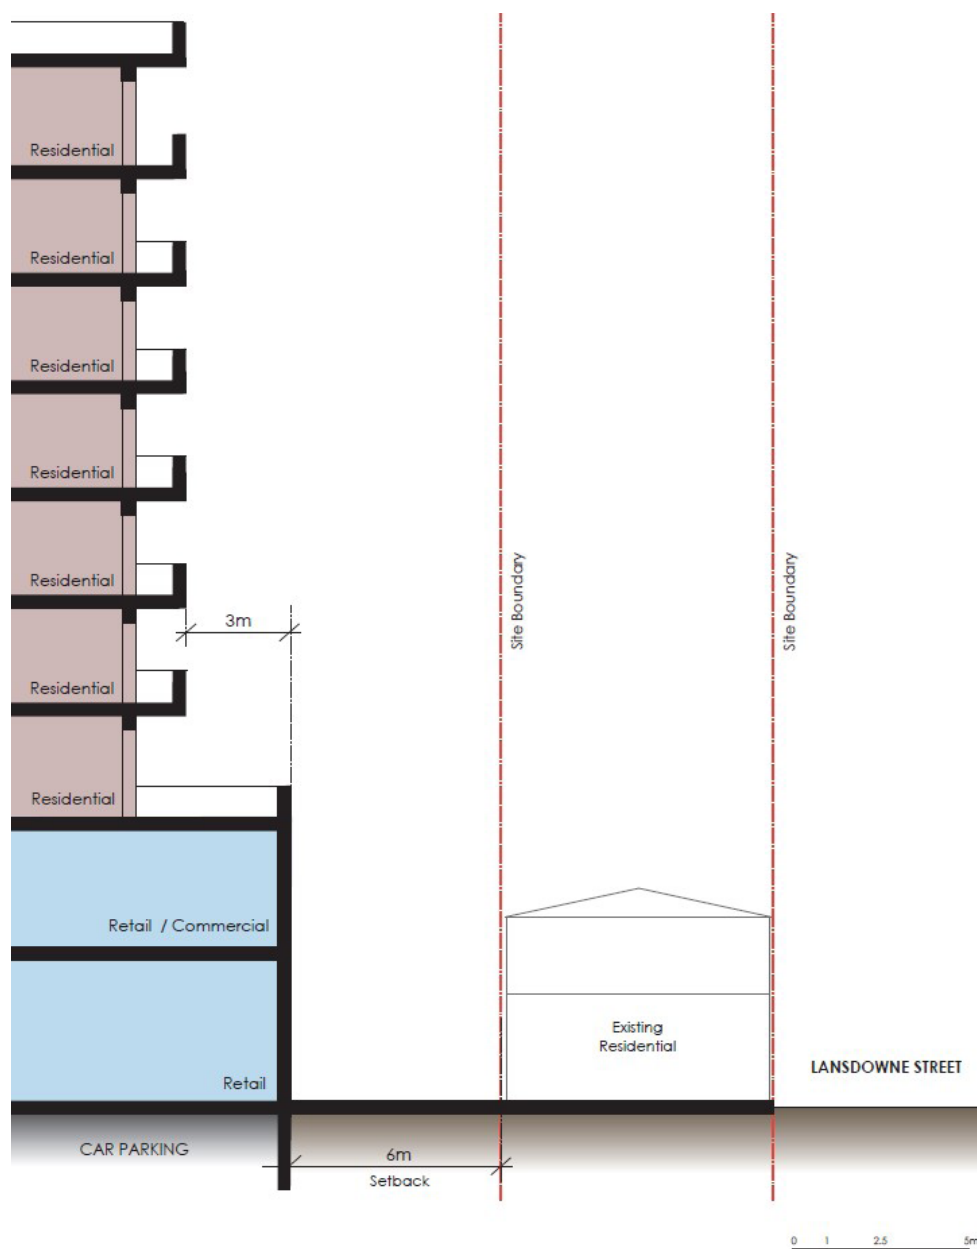 Residential
Residential
Residential
Residential
Residential
3m
Site Boundary
Site Boundary
Residential
Residential
Retail / Commercial
Existing
Residential
LANSDOWNE STREET
Retail
CAR PARKING
6m
Setback
0 1 2.5 5m